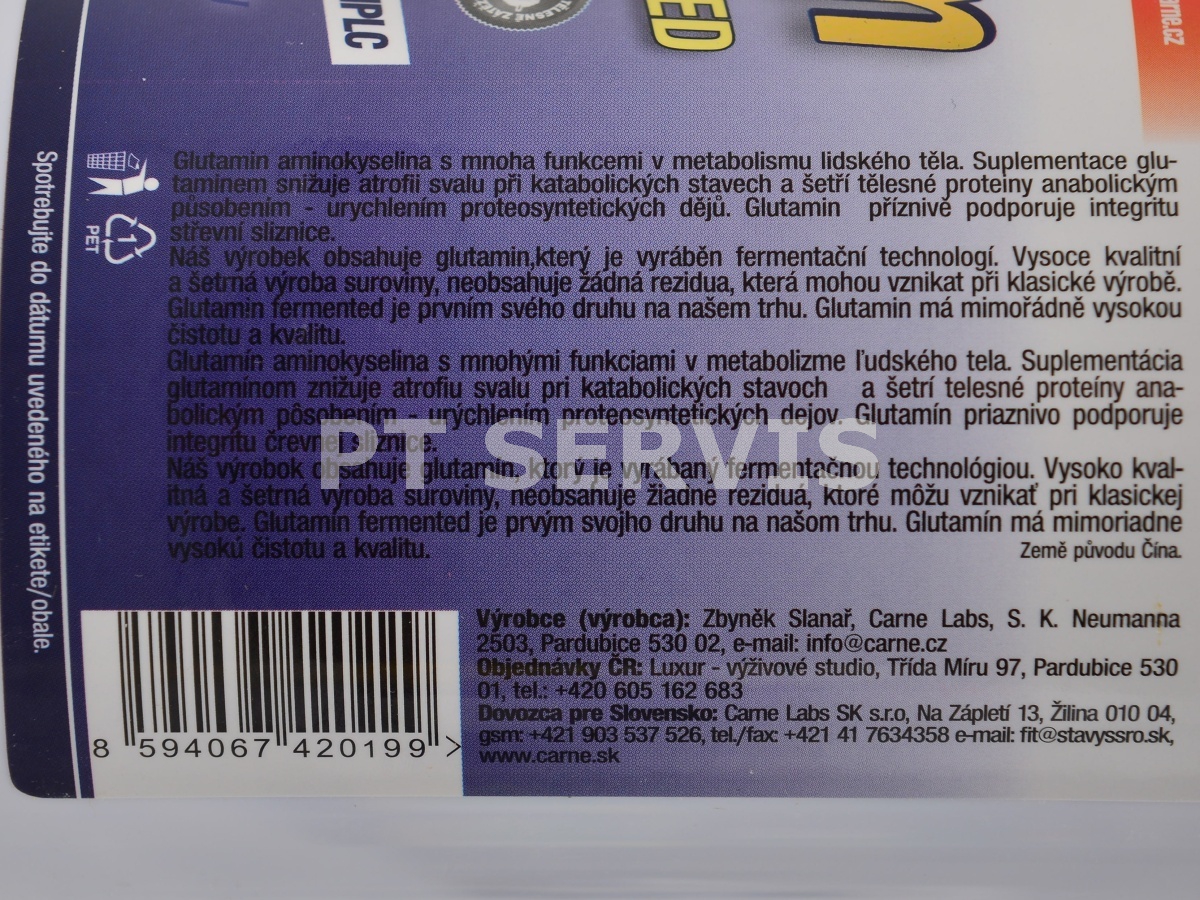 HPLC
TĚLESNÉ ZÁTĚŽ
ED
n
arne.cz
Spotrebujte do dátumu uvedeného na etikete/obale.
1
PET
Glutamin aminokyselina s mnoha funkcemi v metabolismu lidského těla. Suplementace glu-
taminem snižuje atrofii svalu při katabolických stavech a šetří tělesné proteiny anabolickým
působením - urychlením proteosyntetických dějů. Glutamin příznivě podporuje integritu
střevní sliznice.
Náš výrobek obsahuje glutamin,který je vyráběn fermentační technologí. Vysoce kvalitní
a šetrná výroba suroviny, neobsahuje žádná rezidua, která mohou vznikat při klasické výrobě.
Glutamin fermented je prvním svého druhu na našem trhu. Glutamin má mimořádně vysokou
čistotu a kvalitu.
Glutamín aminokyselina s mnohými funkciami v metabolizme ľudského tela. Suplementácia
glutamínom znižuje atrofiu svalu pri katabolických stavoch a šetrí telesné proteíny ana-
bolickým pôsobením - urýchlením proteosyntetických dejov. Glutamín priaznivo podporuje
integritu črevnej sliznice.
Náš výrobok obsahuje glutamin, ktorý je vyrábaný fermentačnou technológiou. Vysoko kval-
itná a šetrná výroba suroviny, neobsahuje žiadne reziduá, ktoré môžu vznikať pri klasickej
výrobe. Glutamin fermented je prvým svojho druhu na našom trhu. Glutamín má mimoriadne
vysokú čistotu a kvalitu.
Země původu Čína.
PT SERVIS
8 594067 420199 >
Výrobce (výrobca): Zbyněk Slanař, Carne Labs, S. K. Neumanna
2503, Pardubice 530 02, e-mail: info@carne.cz
Objednávky ČR: Luxur - výživové studio, Třída Míru 97, Pardubice 530
01, tel.: +420 605 162 683
Dovozca pre Slovensko: Carne Labs SK s.r.o, Na Zápletí 13, Žilina 010 04,
gsm: +421 903 537 526, tel./fax: +421 41 7634358 e-mail: fit@stavyssro.sk,
www.carne.sk